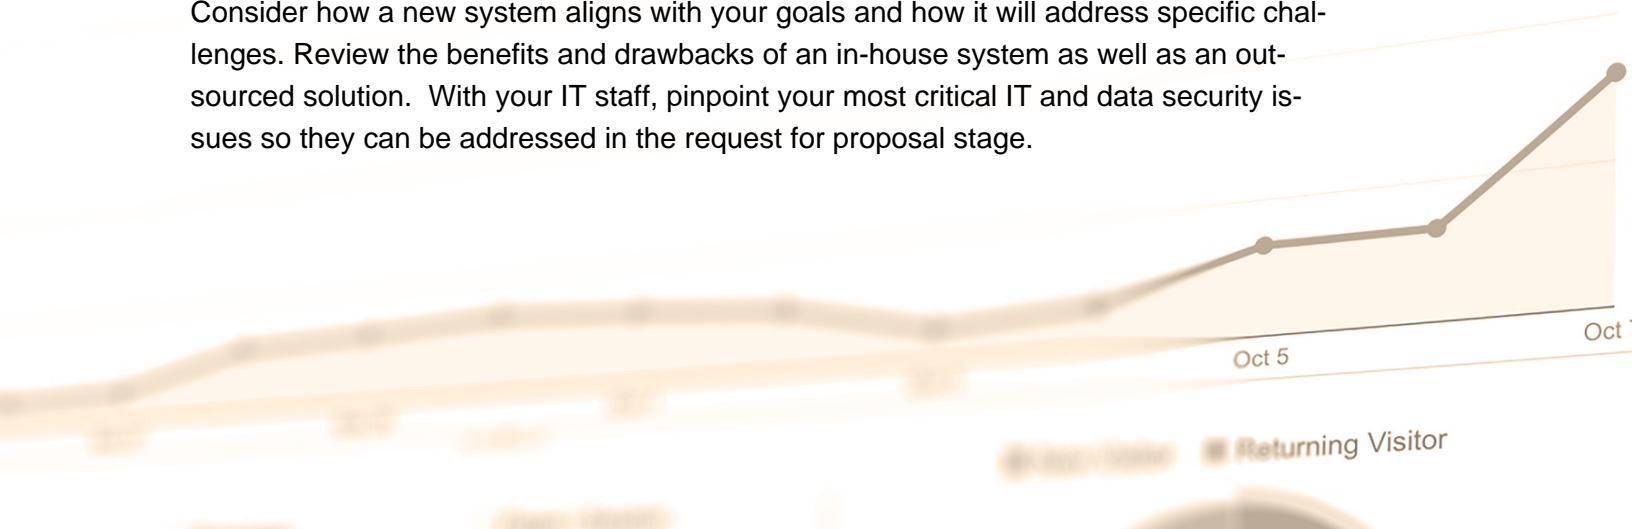 Consider how a new system aligns with your goals and how it will address specific chal-
lenges. Review the benefits and drawbacks of an in-house system as well as an out-
sourced solution.  With your IT staff, pinpoint your most critical IT and data security is-
sues so they can be addressed in the request for proposal stage.
Oct 5
Oct
Returning Visitor